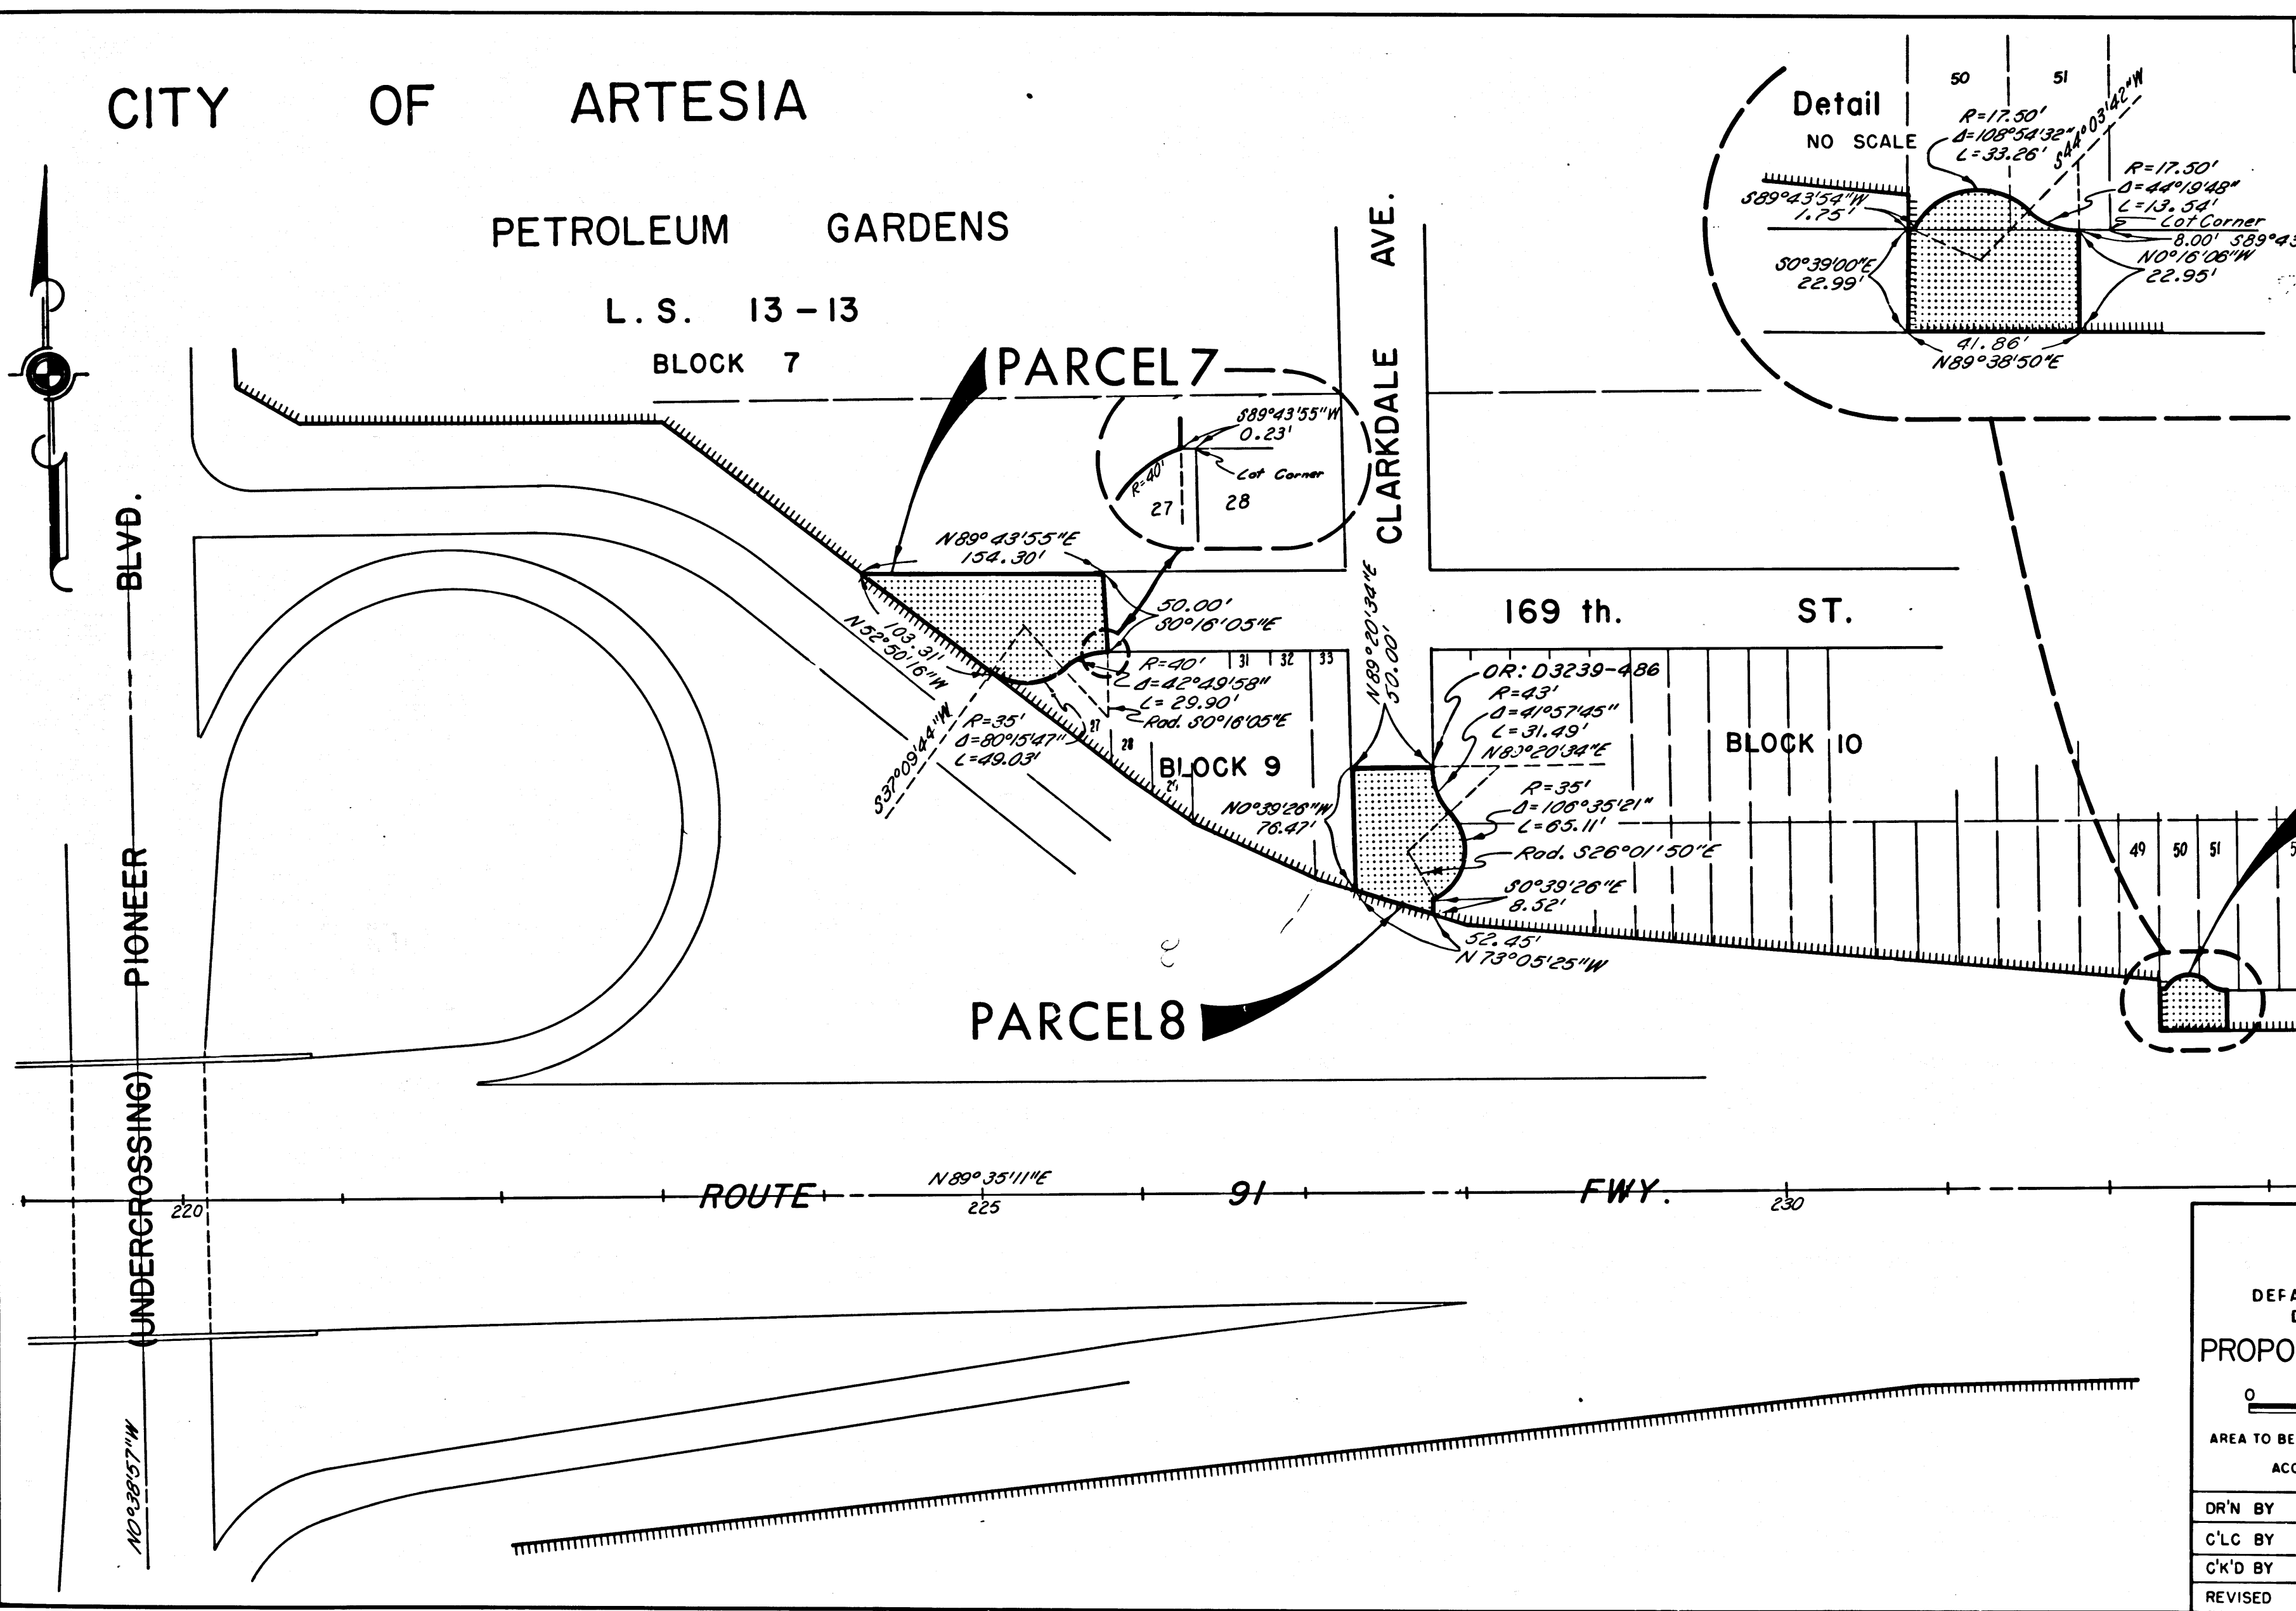 CITY OF ARTESIA
PETROLEUM GARDENS
L. S. 13-13
BLOCK 7
PARCEL 7
S89°43'55"W
0.23'
Lot Corner
R=40'
27
28
N89°43'55"E
154.30'
50.00'
S0°16'05"E
103.31'
N52°50'16"W
R=40'
Δ=42°49'58"
L=29.90'
Rad. S0°16'05"E
31 32 33
R=35'
Δ=80°15'47"
L=49.03'
S37°09'44"W
27
28
BLOCK 9
CLARKDALE AVE.
N89°20'34"E
50.00'
169 th. ST.
OR: D3239-486
R=43'
Δ=41°57'45"
L=31.49'
N89°20'34"E
R=35'
Δ=106°35'21"
L=65.11'
Rad. S26°01'50"E
S0°39'26"E
8.52'
N0°39'26"W
76.47'
52.45'
N73°05'25"W
PARCEL 8
BLOCK 10
49 50 51
Detail
NO SCALE
50 51
R=17.50'
Δ=108°54'32"
L=33.26'
S44°03'42"W
R=17.50'
Δ=44°19'48"
L=13.54'
Lot Corner
8.00' S89°43
N0°16'06"W
22.95'
S89°43'54"W
1.75'
S0°39'00"E
22.99'
41.86'
N89°38'50"E
PIONEER BLVD.
(UNDERCROSSING)
N0°38'57"W
ROUTE 91 FWY.
N89°35'11"E
220
225
230
PROPO
0
AREA TO BE
DR'N BY
C'LC BY
C'K'D BY
REVISED